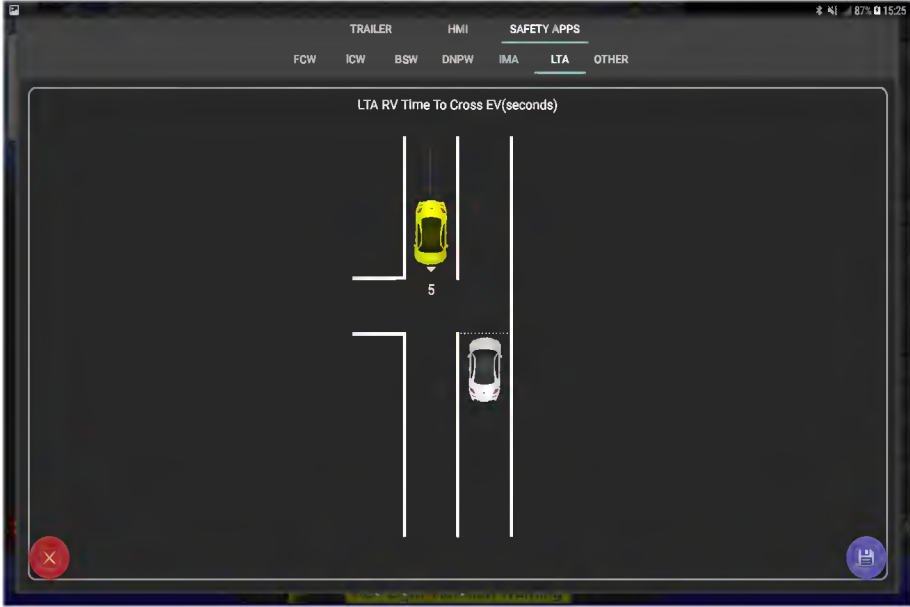 87% 15:25
TRAILER HMI SAFETY APPS
FCW ICW BSW DNPW IMA LTA OTHER
LTA RV Time To Cross EV(seconds)
5